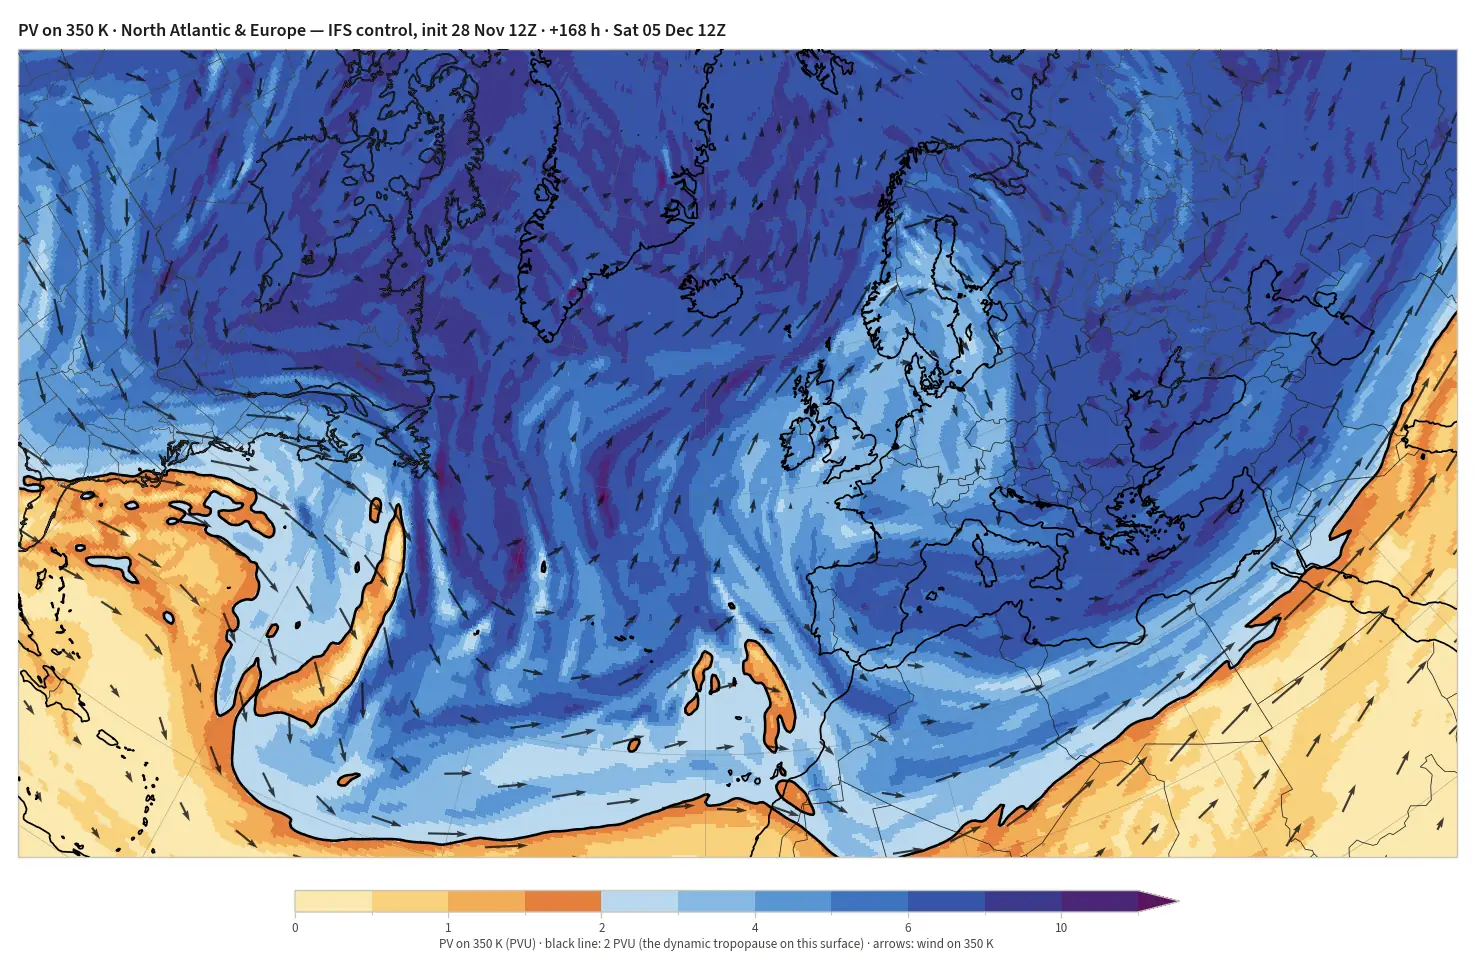 PV on 350 K · North Atlantic & Europe — IFS control, init 28 Nov 12Z · +168 h · Sat 05 Dec 12Z
0 1 2 4 6 10
PV on 350 K (PVU) · black line: 2 PVU (the dynamic tropopause on this surface) · arrows: wind on 350 K